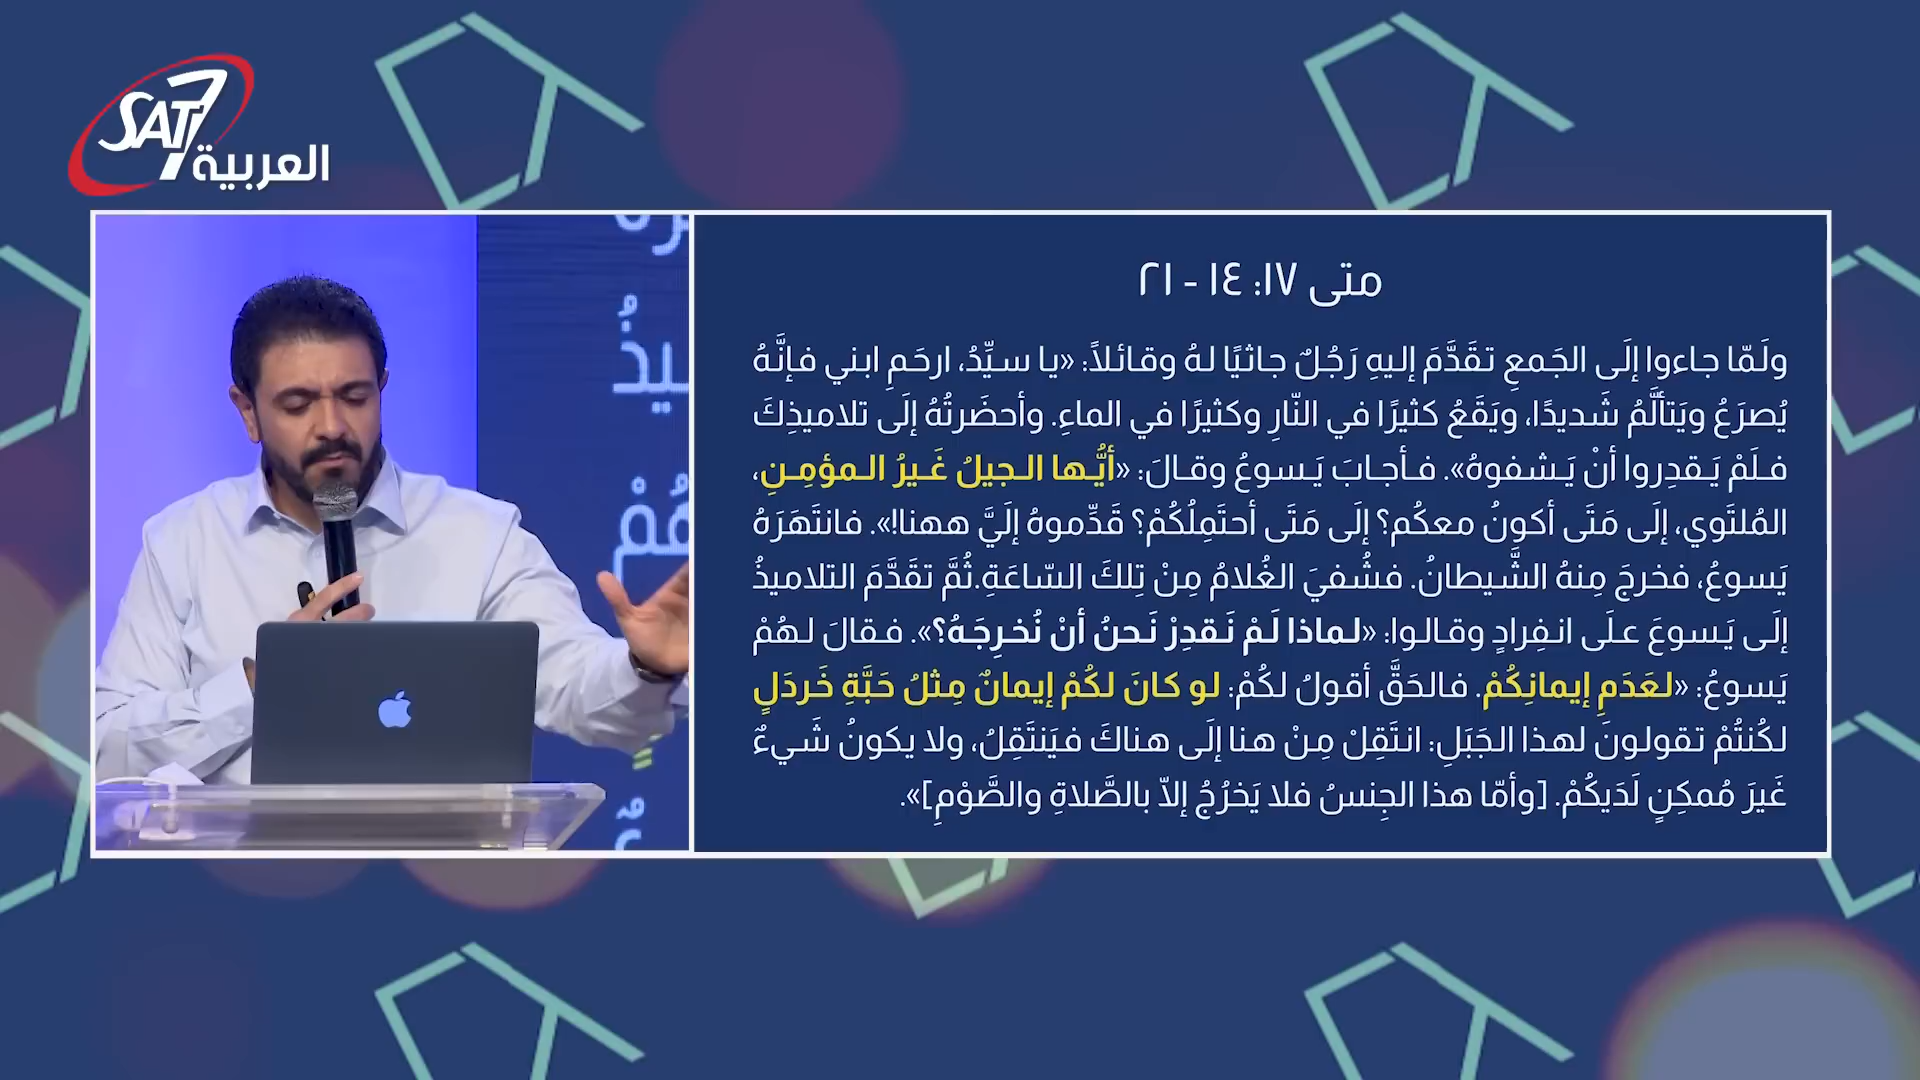 SAT7
العربية
متى ١٧: ١٤ - ٢١
ولَمّا جاءوا إلَى الجَمعِ تقَدَّمَ إليهِ رَجُلٌ جاثيًا لهُ وقائلًا: «يا سيِّدُ، ارحَمِ ابني فإنَّهُ
يُصرَعُ ويَتألَّمُ شَديدًا، ويَقَعُ كثيرًا في النّارِ وكثيرًا في الماءِ. وأحضَرتُهُ إلَى تلاميذِكَ
فلَمْ يَقدِروا أنْ يَشفوهُ». فأجابَ يَسوعُ وقالَ: «أيُّها الجيلُ غَيرُ المؤمِنِ،
المُلتَوي، إلَى مَتَى أكونُ معكُم؟ إلَى مَتَى أحتَمِلُكُمْ؟ قَدِّموهُ إلَيَّ ههنا!». فانتَهَرَهُ
يَسوعُ، فخرجَ مِنهُ الشَّيطانُ. فشُفيَ الغُلامُ مِنْ تِلكَ السّاعَةِ.ثُمَّ تقَدَّمَ التلاميذُ
إلَى يَسوعَ علَى انفِرادٍ وقالوا: «لماذا لَمْ نَقدِرْ نَحنُ أنْ نُخرِجَهُ؟». فقالَ لهُمْ
يَسوعُ: «لعَدَمِ إيمانِكُمْ. فالحَقَّ أقولُ لكُمْ: لو كانَ لكُمْ إيمانٌ مِثلُ حَبَّةِ خَردَلٍ
لكُنتُمْ تقولونَ لهذا الجَبَلِ: انتَقِلْ مِنْ هنا إلَى هناكَ فيَنتَقِلُ، ولا يكونُ شَيءٌ
غَيرَ مُمكِنٍ لَدَيكُمْ. [وأمّا هذا الجِنسُ فلا يَخرُجُ إلّا بالصَّلاةِ والصَّوْمِ]».